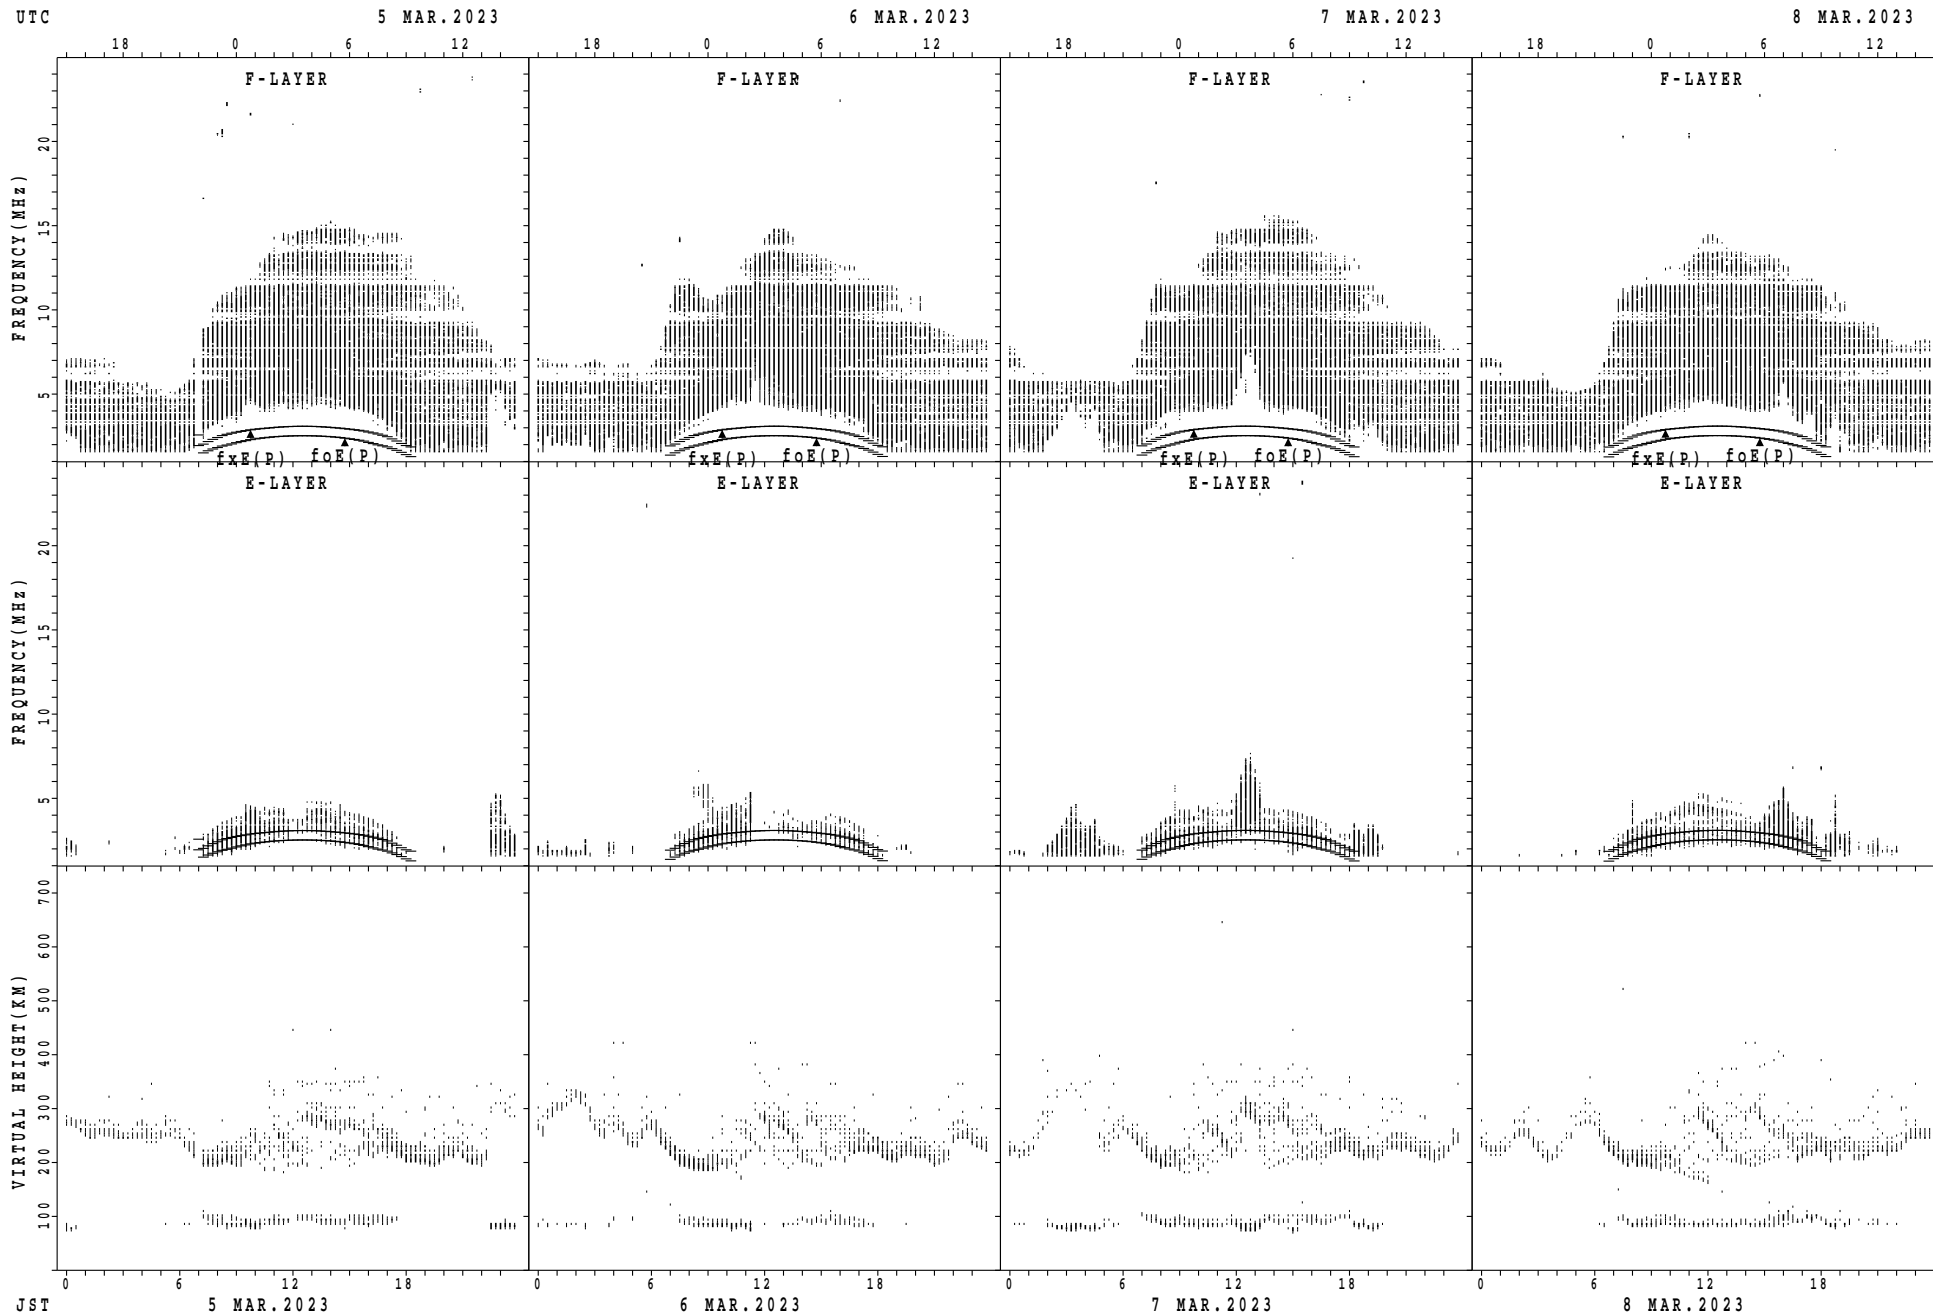 UTC 5 MAR.2023 6 MAR.2023 7 MAR.2023 8 MAR.2023
18 0 6 12 18 0 6 12 18 0 6 12 18 0 6 12
F-LAYER F-LAYER F-LAYER F-LAYER
FREQUENCY(MHz)
20
15
10
5
fxE(P) foE(P) fxE(P) foE(P) fxE(P) foE(P) fxE(P) foE(P)
E-LAYER E-LAYER E-LAYER E-LAYER
FREQUENCY(MHz)
20
15
10
5
VIRTUAL HEIGHT(KM)
700
600
500
400
300
200
100
0 6 12 18 0 6 12 18 0 6 12 18 0 6 12 18
JST 5 MAR.2023 6 MAR.2023 7 MAR.2023 8 MAR.2023